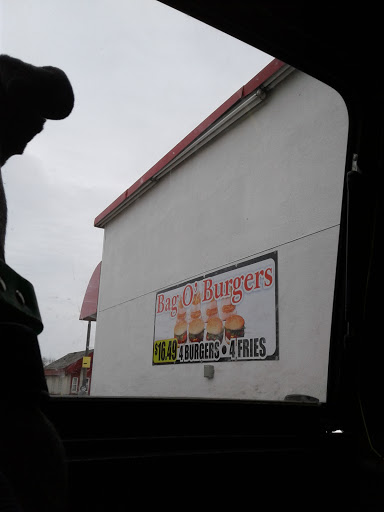 Bag O' Burgers
$16.49 4 BURGERS • 4 FRIES